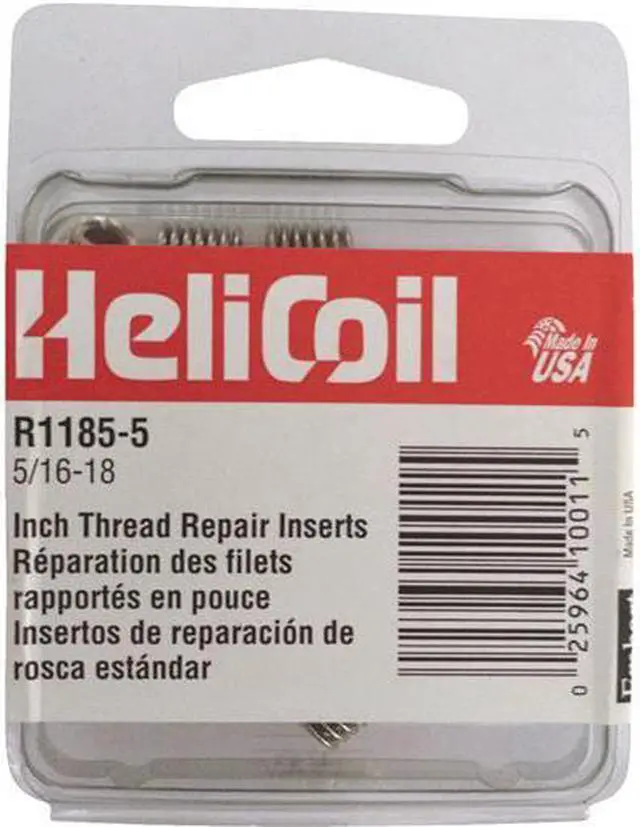 HeliCoil
Made In
USA
R1185-5
5/16-18
Inch Thread Repair Inserts
Réparation des filets
rapportés en pouce
Insertos de reparación de
rosca estándar
0 25964 10011 5
Made In USA